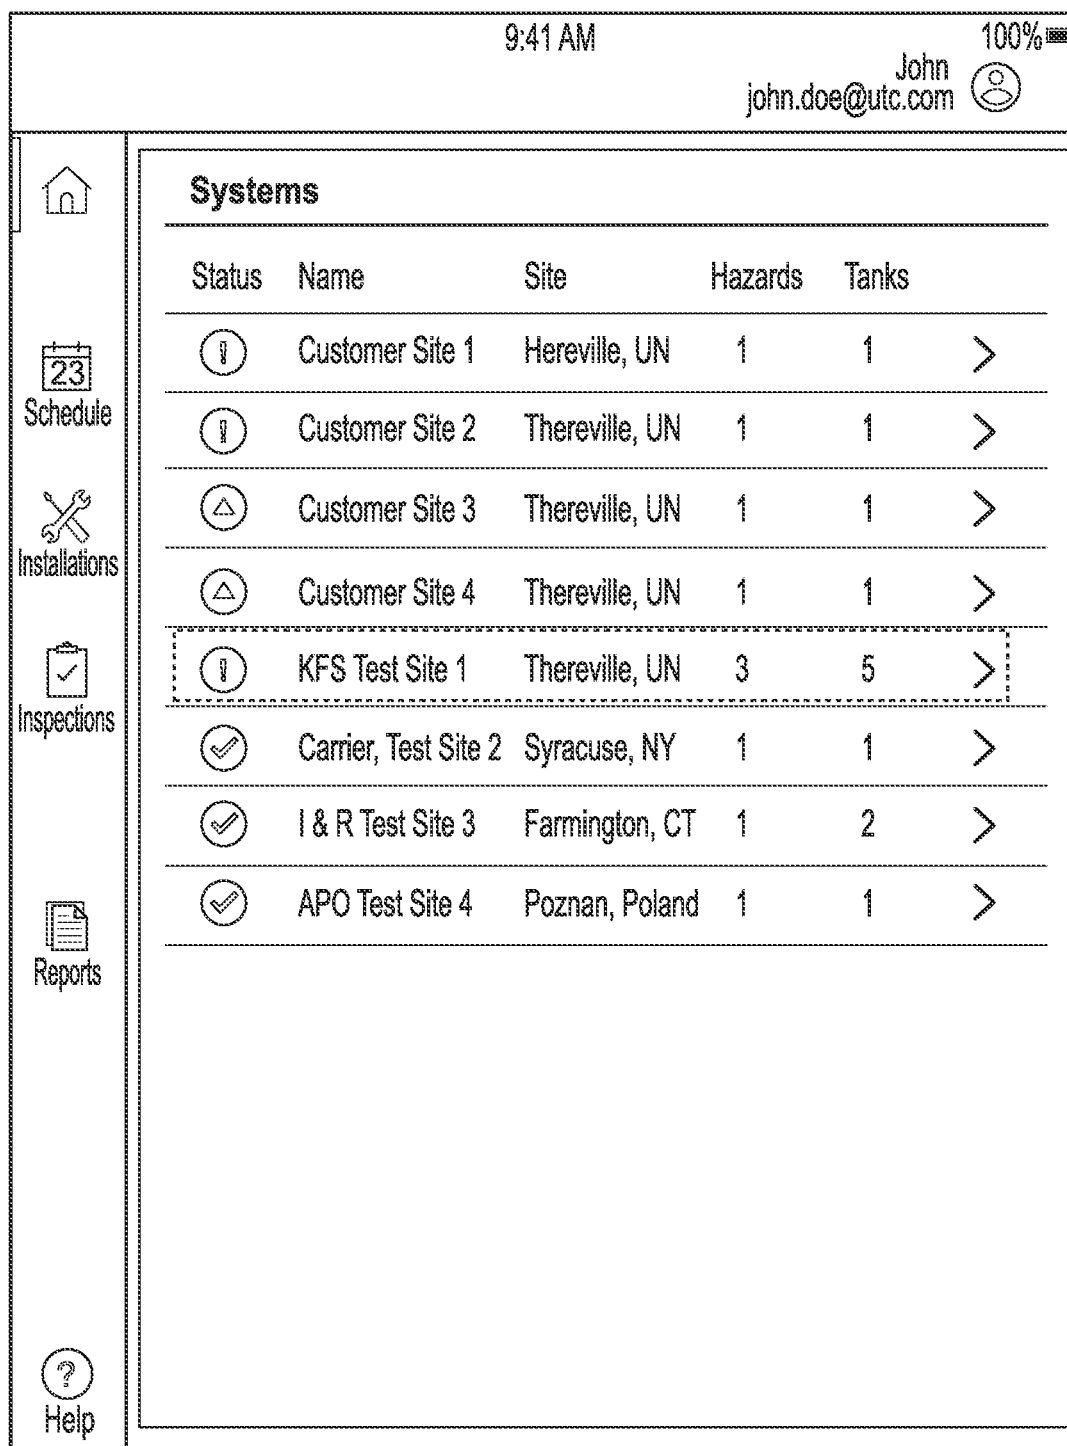 9:41 AM 100%
John
john.doe@utc.com
Systems
Status Name Site Hazards Tanks
Customer Site 1 Hereville, UN 1 1
23
Schedule
Customer Site 2 Thereville, UN 1 1
Customer Site 3 Thereville, UN 1 1
Installations
Customer Site 4 Thereville, UN 1 1
KFS Test Site 1 Thereville, UN 3 5
Inspections
Carrier, Test Site 2 Syracuse, NY 1 1
I & R Test Site 3 Farmington, CT 1 2
APO Test Site 4 Poznan, Poland 1 1
Reports
?
Help